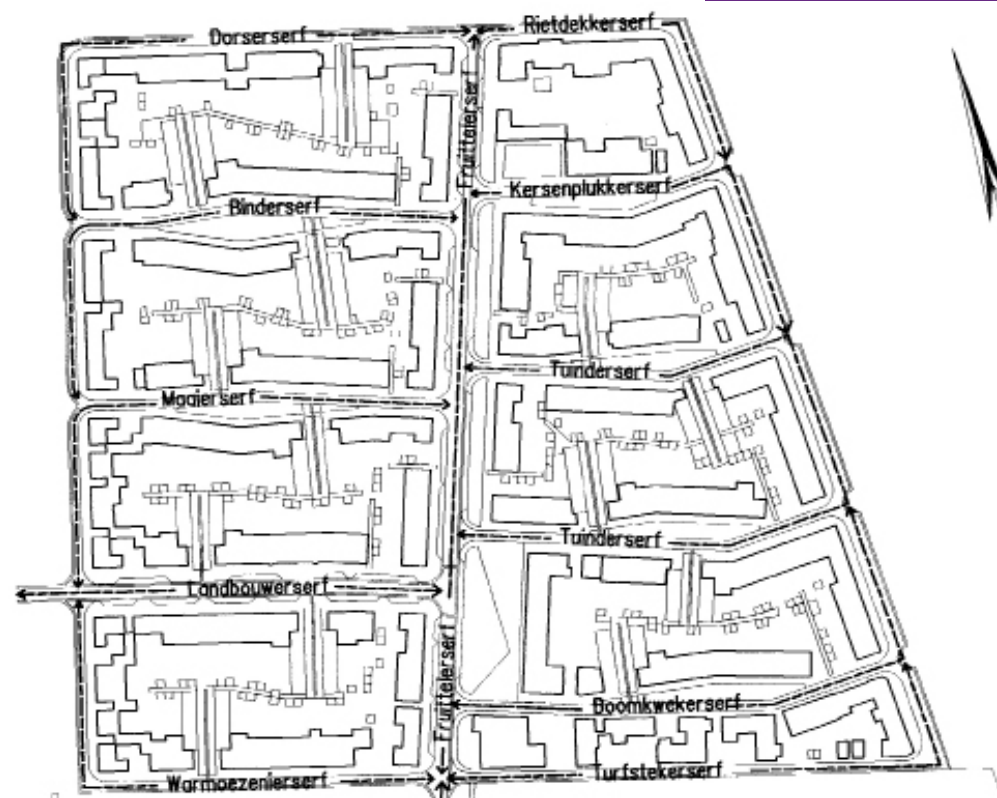 Dorserserf
Rietdekkerserf
Fruittelerserf
Kersenplukkerserf
Binderserf
Tuinderserf
Maaierserf
Tuinderserf
Landbouwerserf
Fruittelerserf
Boomkwekerserf
Warmoezenierserf
Turfstekerserf